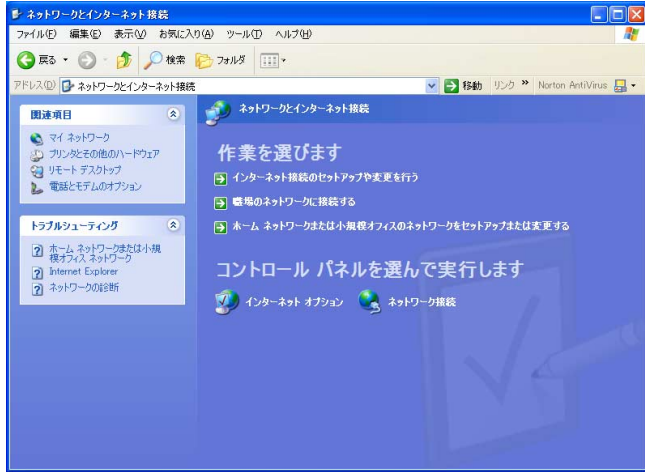 ネットワークとインターネット接続
ファイル(F) 編集(E) 表示(V) お気に入り(A) ツール(T) ヘルプ(H)
戻る 検索 フォルダ
アドレス(D) ネットワークとインターネット接続 移動 リンク » Norton AntiVirus
関連項目
マイ ネットワーク
プリンタとその他のハードウェア
リモート デスクトップ
電話とモデムのオプション
トラブルシューティング
ホーム ネットワークまたは小規
模オフィス ネットワーク
Internet Explorer
ネットワークの診断
ネットワークとインターネット接続
作業を選びます
インターネット接続のセットアップや変更を行う
職場のネットワークに接続する
ホーム ネットワークまたは小規模オフィスのネットワークをセットアップまたは変更する
コントロール パネルを選んで実行します
インターネット オプション ネットワーク接続